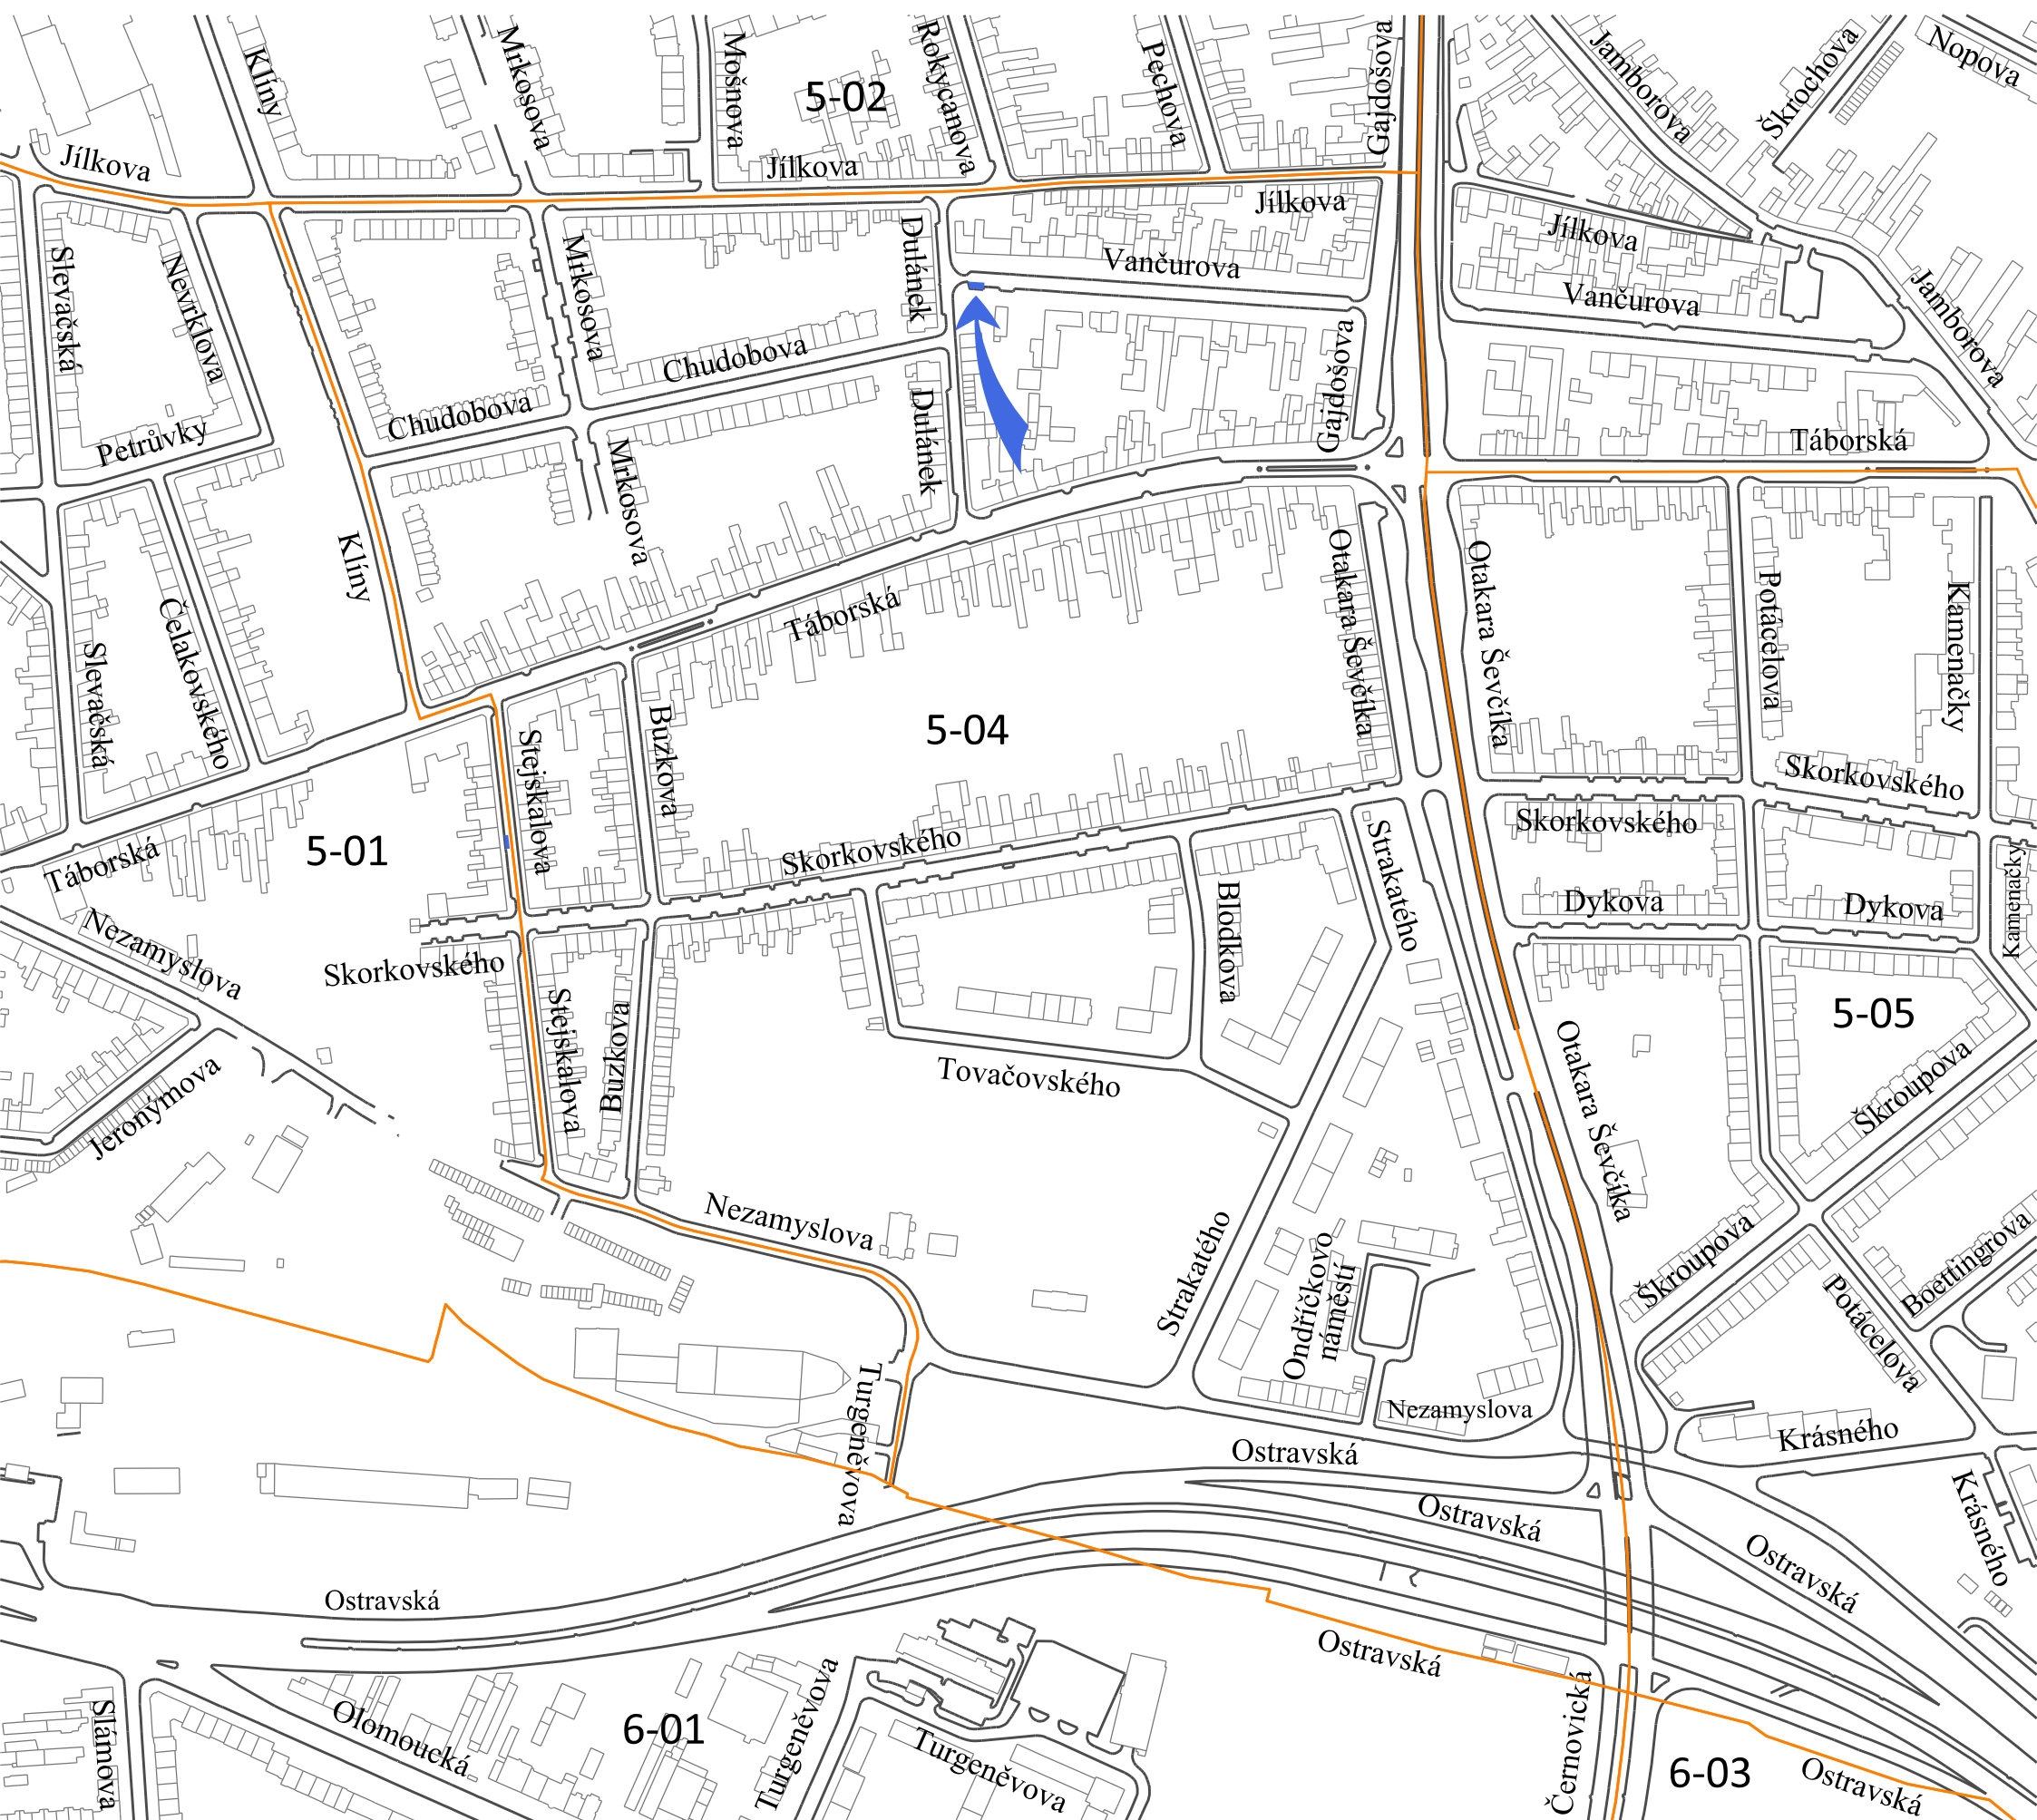 Klíny
Mrkosova
Mošnova
5-02
Rokycanova
Pechova
Gajdošova
Jamborova
Škrochova
Nopova
Jílkova
Jílkova
Jílkova
Jílkova
Slevačská
Nevrklova
Mrkosova
Dulánek
Vančurova
Vančurova
Jamborova
Chudobova
Gajdošova
Chudobova
Petrůvky
Dulánek
Táborská
Mrkosova
Klíny
Otakara Ševčíka
Otakara Ševčíka
Potácelova
Kamenačky
Čelakovského
Slevačská
Táborská
Buzkova
5-04
Stejskalova
Skorkovského
Skorkovského
Skorkovského
5-01
Táborská
Strakatého
Kamenačky
Blodkova
Dykova
Dykova
Nezamyslova
Skorkovského
Stejskalova
Buzkova
5-05
Tovačovského
Otakara Ševčíka
Jeronýmova
Škroupova
Nezamyslova
Strakatého
Ondříčkovo
náměstí
Škroupova
Boettingrova
Potácelova
Turgeněvova
Nezamyslova
Krásného
Ostravská
Ostravská
Krásného
Ostravská
Ostravská
Ostravská
Slámova
Olomoucká
6-01
Turgeněvova
Turgeněvova
Černovická
6-03
Ostravská